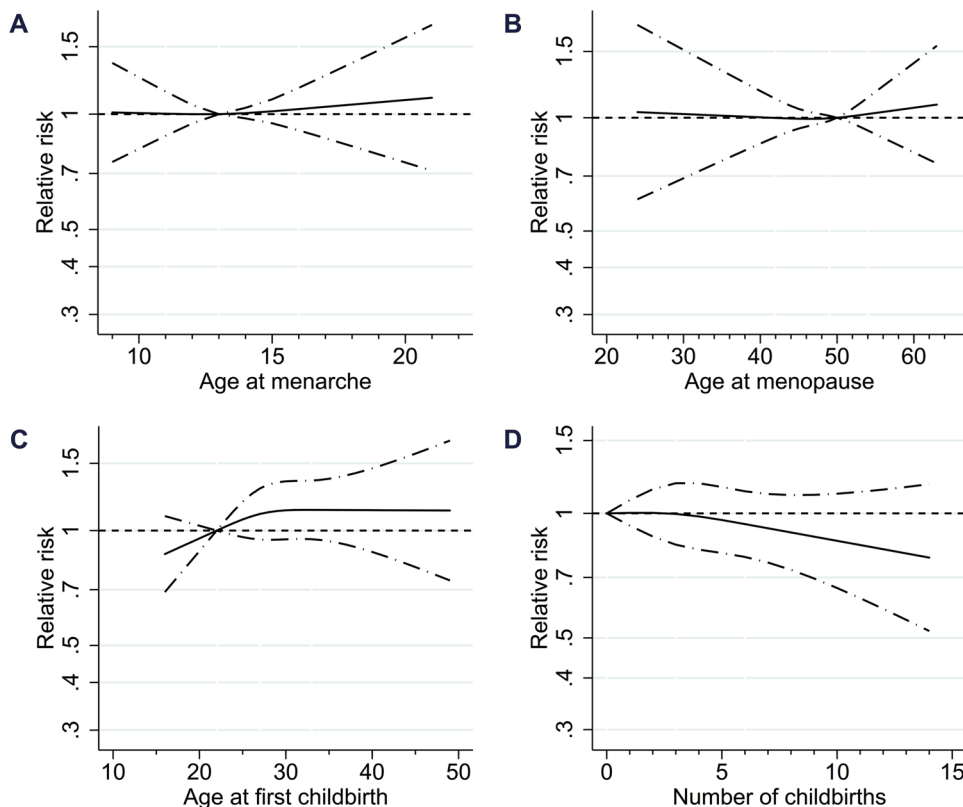 A
Relative risk
1.5
1
.7
.5
.4
.3
10 15 20
Age at menarche
B
Relative risk
1.5
1
.7
.5
.4
.3
20 30 40 50 60
Age at menopause
C
Relative risk
1.5
1
.7
.5
.4
.3
10 20 30 40 50
Age at first childbirth
D
Relative risk
1.5
1
.7
.5
.4
.3
0 5 10 15
Number of childbirths